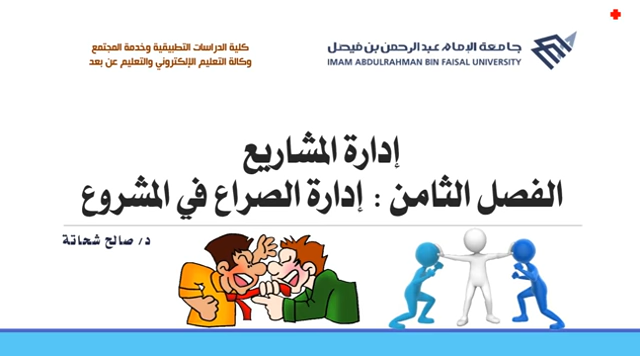 جامعة الإمام عبدالرحمن بن فيصل
IMAM ABDULRAHMAN BIN FAISAL UNIVERSITY
كلية الدراسات التطبيقية وخدمة المجتمع
وكالة التعليم الإلكتروني والتعليم عن بعد
إدارة المشاريع
الفصل الثامن : إدارة الصراع في المشروع
د/ صالح شحاتة